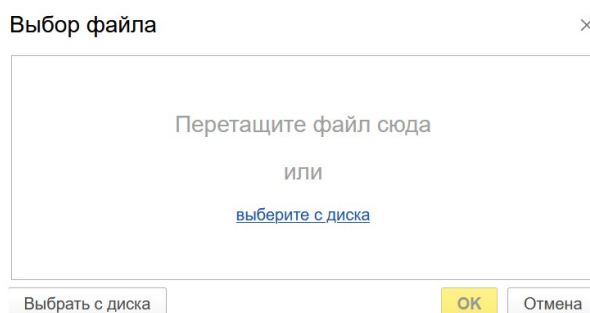 Выбор файла
Перетащите файл сюда
или
выберите с диска
Выбрать с диска
OK
Отмена